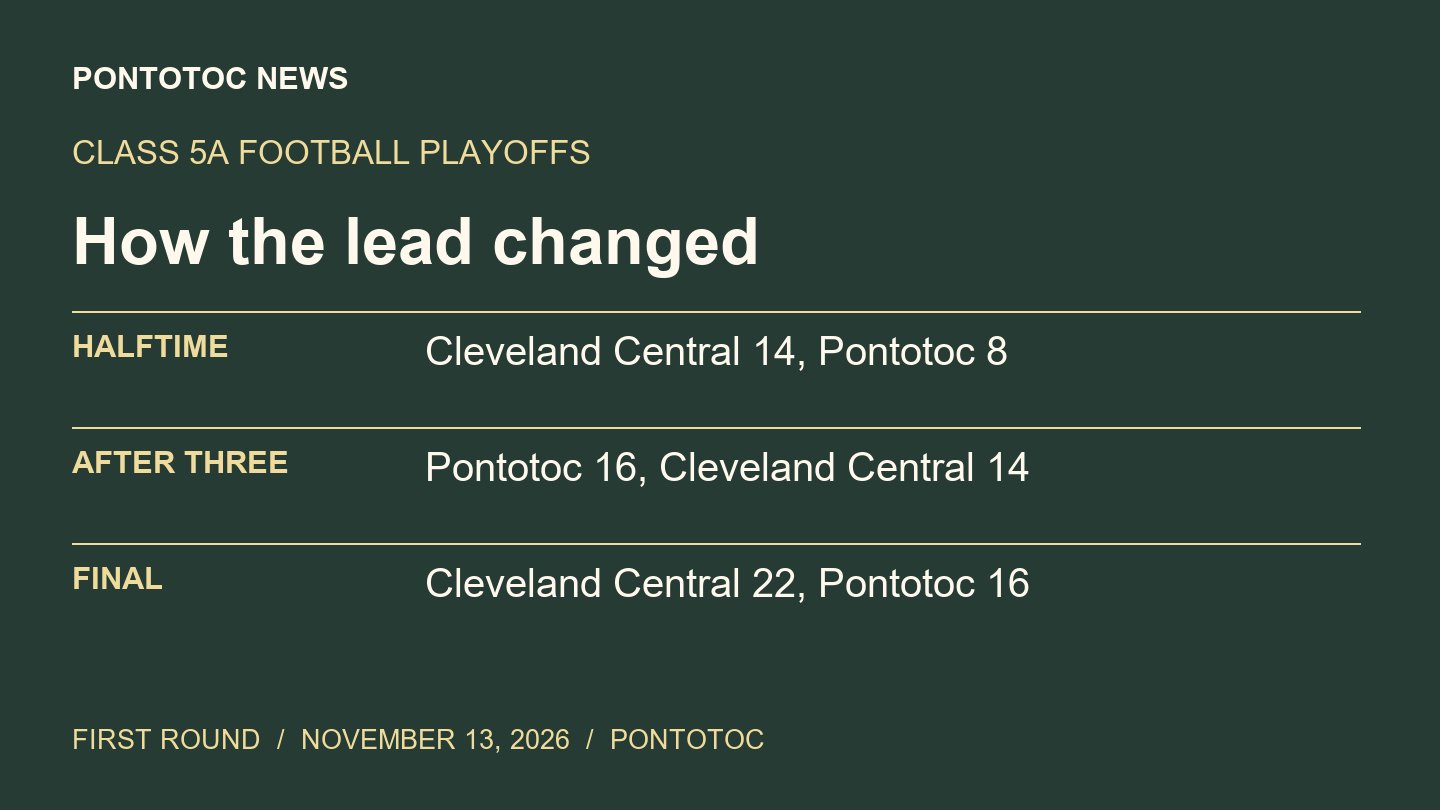 PONTOTOC NEWS
CLASS 5A FOOTBALL PLAYOFFS
How the lead changed
HALFTIME Cleveland Central 14, Pontotoc 8
AFTER THREE Pontotoc 16, Cleveland Central 14
FINAL Cleveland Central 22, Pontotoc 16
FIRST ROUND / NOVEMBER 13, 2026 / PONTOTOC